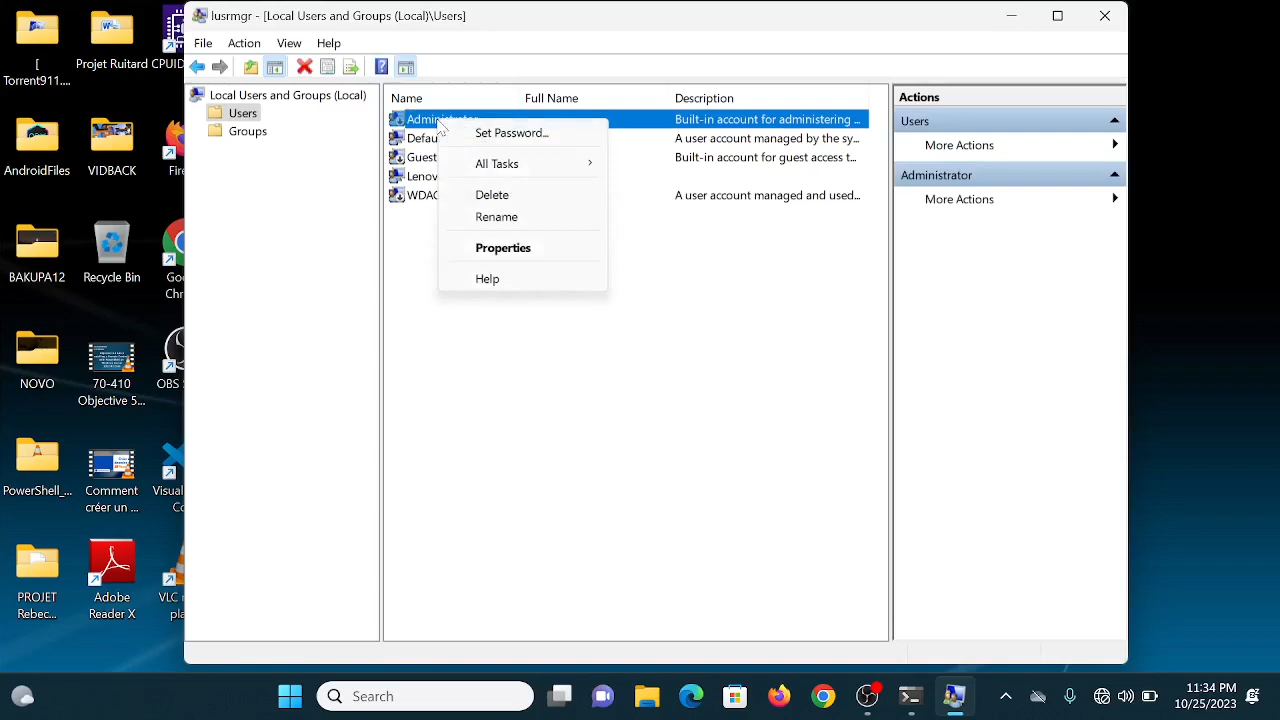 lusrmgr - [Local Users and Groups (Local)\Users]
File Action View Help
Local Users and Groups (Local)
Users
Groups
Name Full Name Description
Administrator Built-in account for administering ...
A user account managed by the sy...
Guest Built-in account for guest access t...
WDAG A user account managed and used...
Set Password...
All Tasks
Delete
Rename
Properties
Help
Actions
Users
More Actions
Administrator
More Actions
[
Torrent911....
Projet Ruitard
CPUID
AndroidFiles
VIDBACK
BAKUPA12
Recycle Bin
NOVO
70-410
Objective 5...
OBS
PowerShell_...
Comment
créer un ...
PROJET
Rebec...
Adobe
Reader X
VLC
Search
11:34 PM
10/25/2023